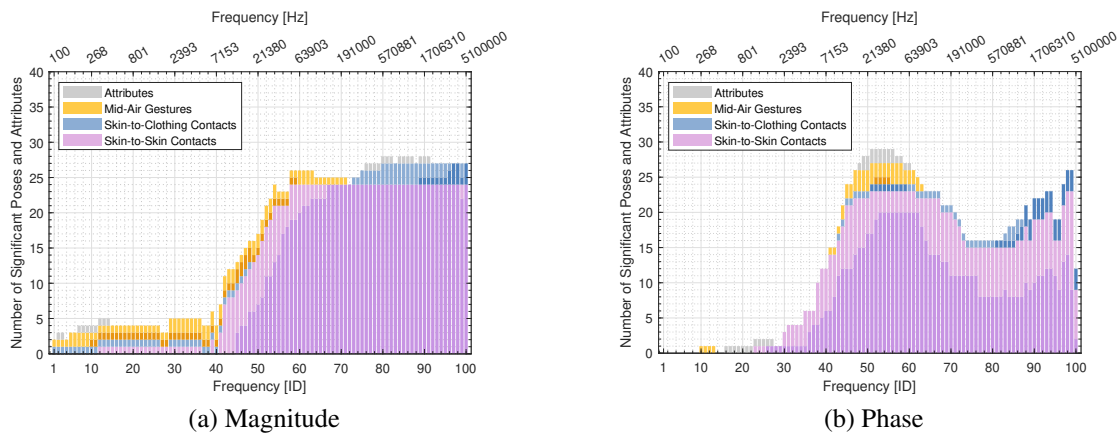 Frequency [Hz]
100 268 801 2393 7153 21380 63903 191000 570881 1706310 5100000
Number of Significant Poses and Attributes
40
35
30
25
20
15
10
5
0
Attributes
Mid-Air Gestures
Skin-to-Clothing Contacts
Skin-to-Skin Contacts
1 10 20 30 40 50 60 70 80 90 100
Frequency [ID]
(a) Magnitude
Frequency [Hz]
100 268 801 2393 7153 21380 63903 191000 570881 1706310 5100000
Number of Significant Poses and Attributes
40
35
30
25
20
15
10
5
0
Attributes
Mid-Air Gestures
Skin-to-Clothing Contacts
Skin-to-Skin Contacts
1 10 20 30 40 50 60 70 80 90 100
Frequency [ID]
(b) Phase